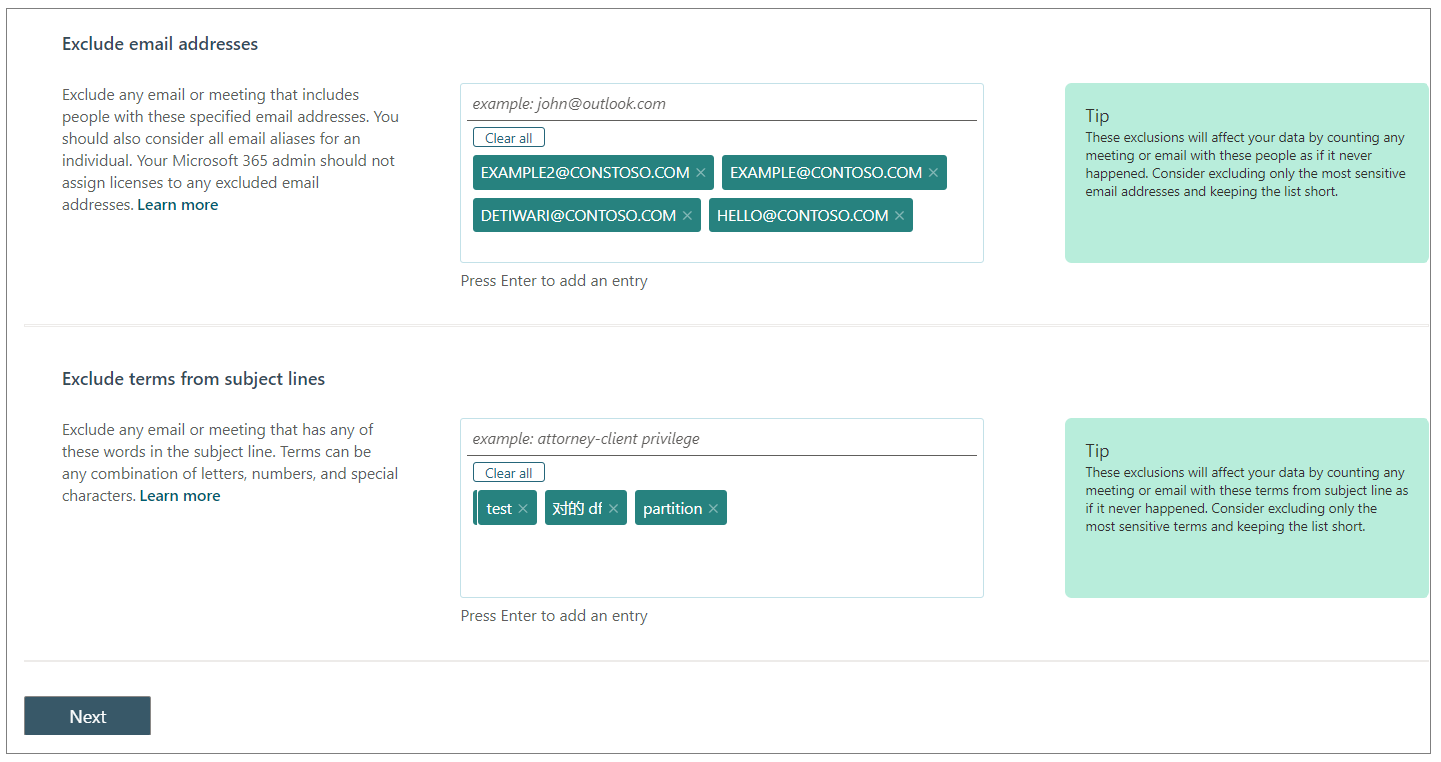 Exclude email addresses
Exclude any email or meeting that includes
people with these specified email addresses. You
should also consider all email aliases for an
individual. Your Microsoft 365 admin should not
assign licenses to any excluded email
addresses. Learn more
example: john@outlook.com
Clear all
EXAMPLE2@CONSTOSO.COM × EXAMPLE@CONTOSO.COM ×
DETIWARI@CONTOSO.COM × HELLO@CONTOSO.COM ×
Press Enter to add an entry
Tip
These exclusions will affect your data by counting any
meeting or email with these people as if it never
happened. Consider excluding only the most sensitive
email addresses and keeping the list short.
Exclude terms from subject lines
Exclude any email or meeting that has any of
these words in the subject line. Terms can be
any combination of letters, numbers, and special
characters. Learn more
example: attorney-client privilege
Clear all
test × 对的 df × partition ×
Press Enter to add an entry
Tip
These exclusions will affect your data by counting any
meeting or email with these terms from subject line as
if it never happened. Consider excluding only the
most sensitive terms and keeping the list short.
Next